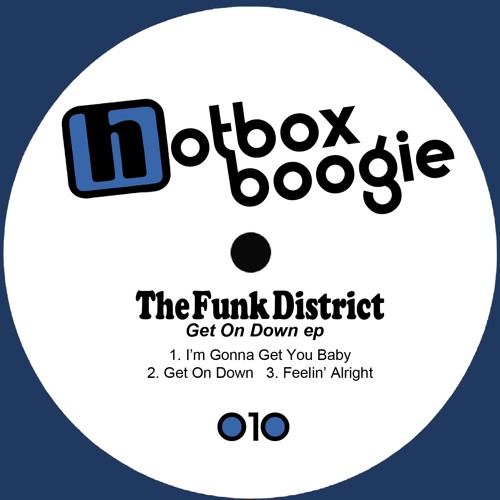 hotbox
boogie
The Funk District
Get On Down ep
1. I'm Gonna Get You Baby
2. Get On Down 3. Feelin' Alright
010